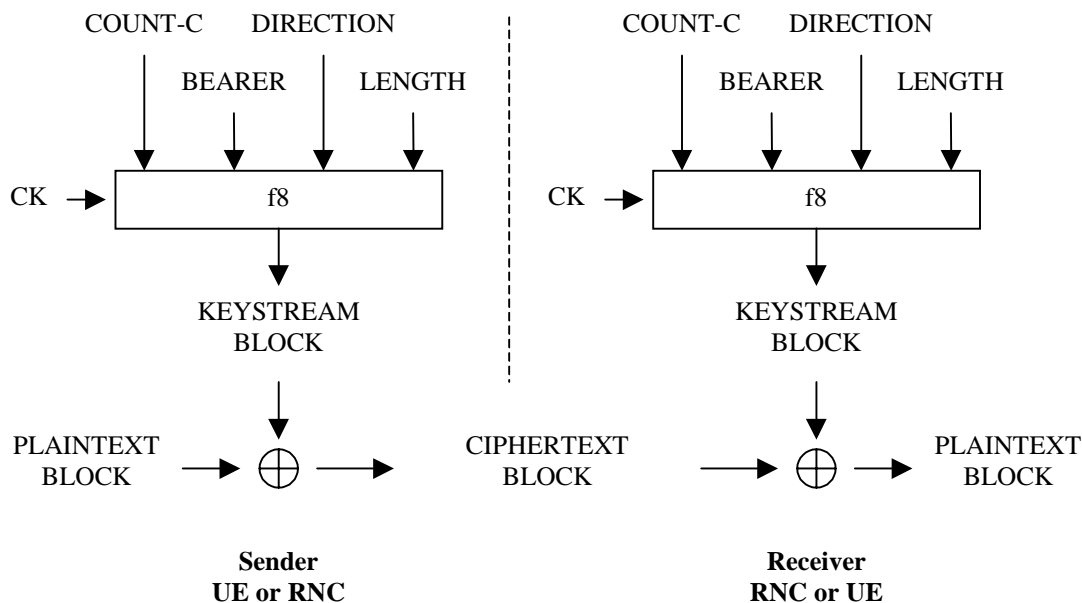 COUNT-C DIRECTION COUNT-C DIRECTION
BEARER LENGTH BEARER LENGTH
CK f8 CK f8
KEYSTREAM KEYSTREAM
BLOCK BLOCK
PLAINTEXT CIPHERTEXT PLAINTEXT
BLOCK BLOCK BLOCK
Sender Receiver
UE or RNC RNC or UE